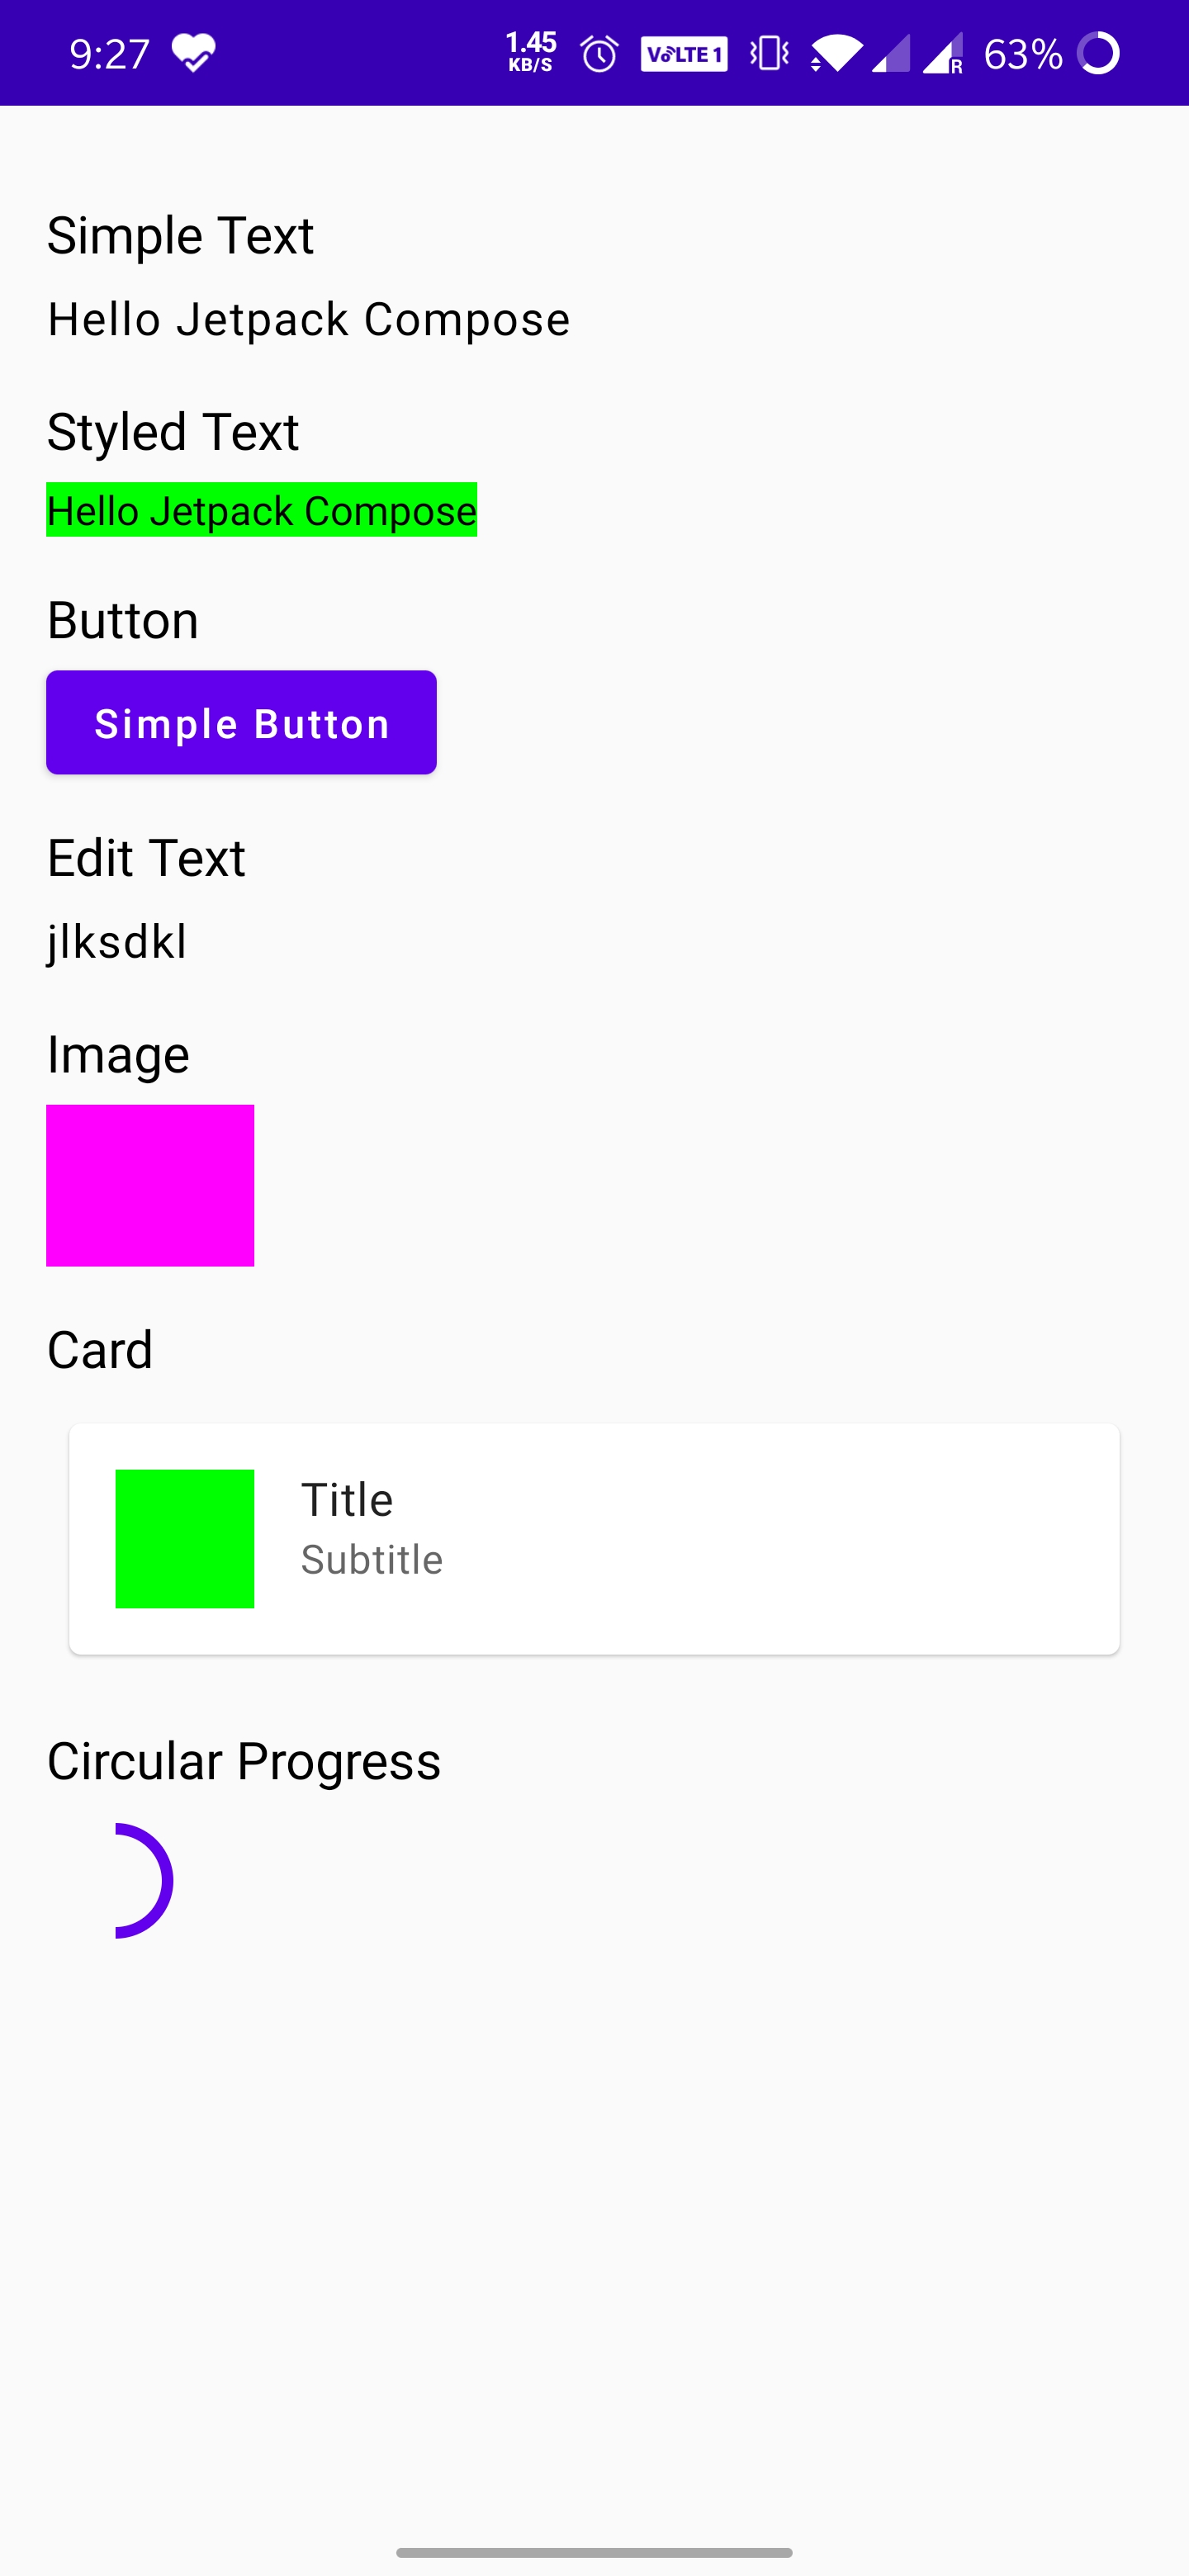 9:27 1.45 KB/S VoLTE 1 R 63%
Simple Text
Hello Jetpack Compose
Styled Text
Hello Jetpack Compose
Button
Simple Button
Edit Text
jlksdkl
Image
Card
Title
Subtitle
Circular Progress